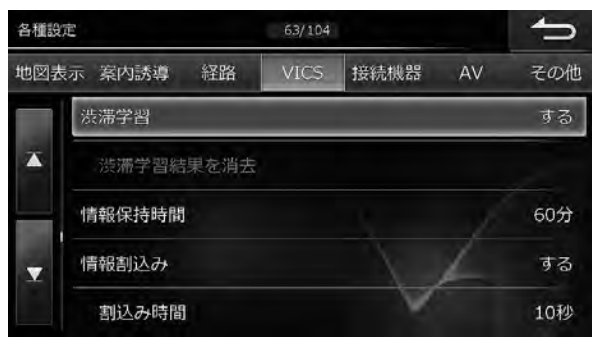 各種設定 63/104
地図表示 案内誘導 経路 VICS 接続機器 AV その他
渋滞学習 する
渋滞学習結果を消去
情報保持時間 60分
情報割込み する
割込み時間 10秒